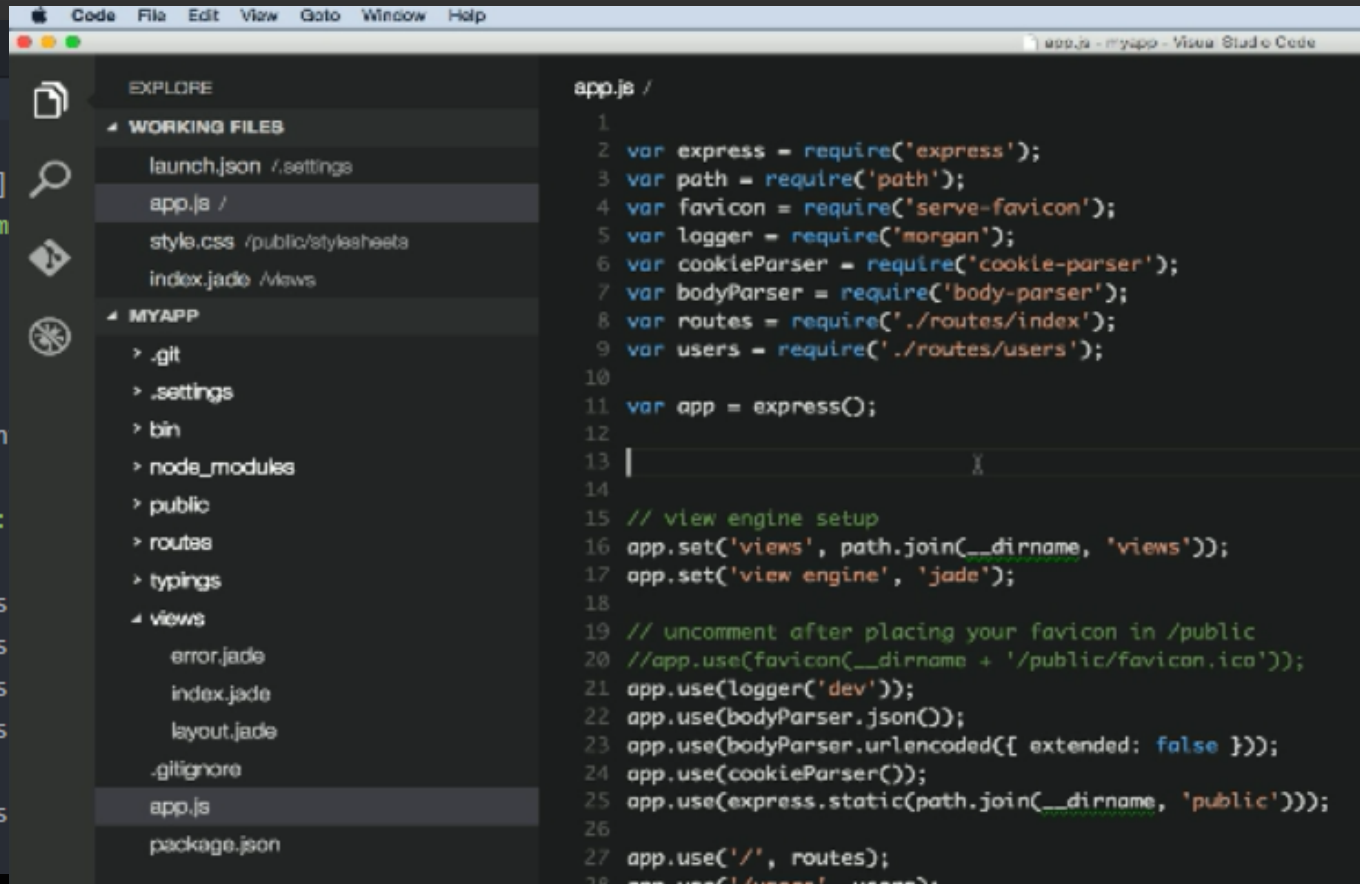 Code File Edit View Goto Window Help
app.js - myapp - Visual Studio Code
EXPLORE
WORKING FILES
launch.json /.settings
app.js /
style.css /public/stylesheets
index.jade /views
MYAPP
.git
.settings
bin
node_modules
public
routes
typings
views
error.jade
index.jade
layout.jade
.gitignore
app.js
package.json
app.js /
1
2 var express = require('express');
3 var path = require('path');
4 var favicon = require('serve-favicon');
5 var logger = require('morgan');
6 var cookieParser = require('cookie-parser');
7 var bodyParser = require('body-parser');
8 var routes = require('./routes/index');
9 var users = require('./routes/users');
10
11 var app = express();
12
13
14
15 // view engine setup
16 app.set('views', path.join(__dirname, 'views'));
17 app.set('view engine', 'jade');
18
19 // uncomment after placing your favicon in /public
20 //app.use(favicon(__dirname + '/public/favicon.ico'));
21 app.use(logger('dev'));
22 app.use(bodyParser.json());
23 app.use(bodyParser.urlencoded({ extended: false }));
24 app.use(cookieParser());
25 app.use(express.static(path.join(__dirname, 'public')));
26
27 app.use('/', routes);